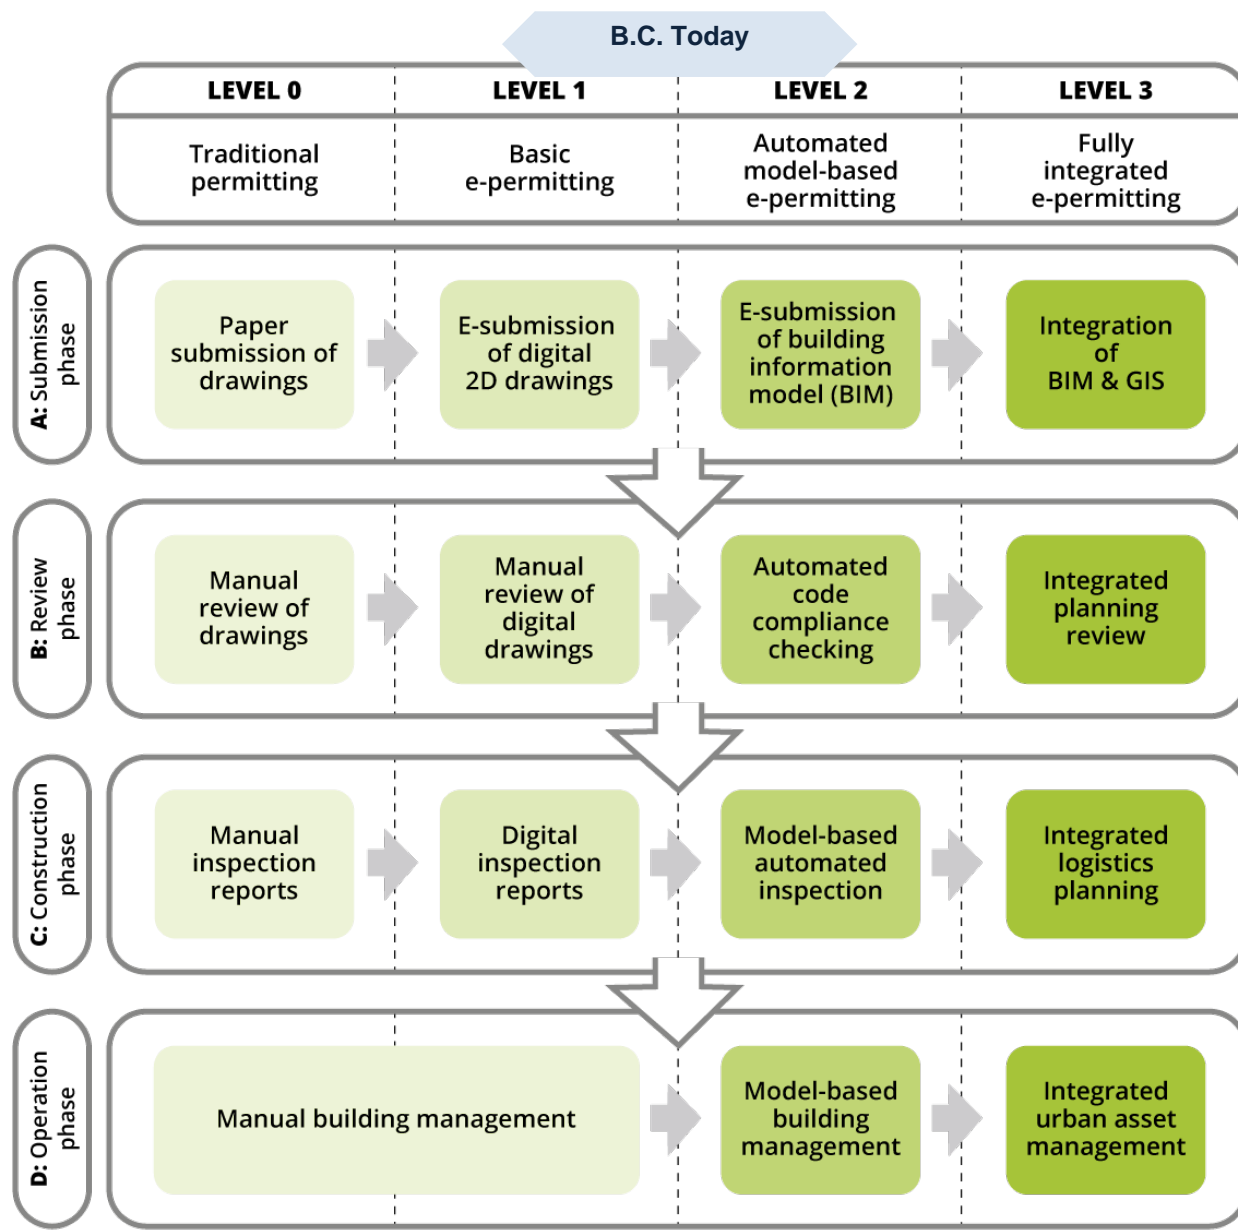 B.C. Today
LEVEL 0
LEVEL 1
LEVEL 2
LEVEL 3
Traditional
permitting
Basic
e-permitting
Automated
model-based
e-permitting
Fully
integrated
e-permitting
A: Submission
phase
Paper
submission of
drawings
E-submission
of digital
2D drawings
E-submission
of building
information
model (BIM)
Integration
of
BIM & GIS
B: Review
phase
Manual
review of
drawings
Manual
review of
digital
drawings
Automated
code
compliance
checking
Integrated
planning
review
C: Construction
phase
Manual
inspection
reports
Digital
inspection
reports
Model-based
automated
inspection
Integrated
logistics
planning
D: Operation
phase
Manual building management
Model-based
building
management
Integrated
urban asset
management